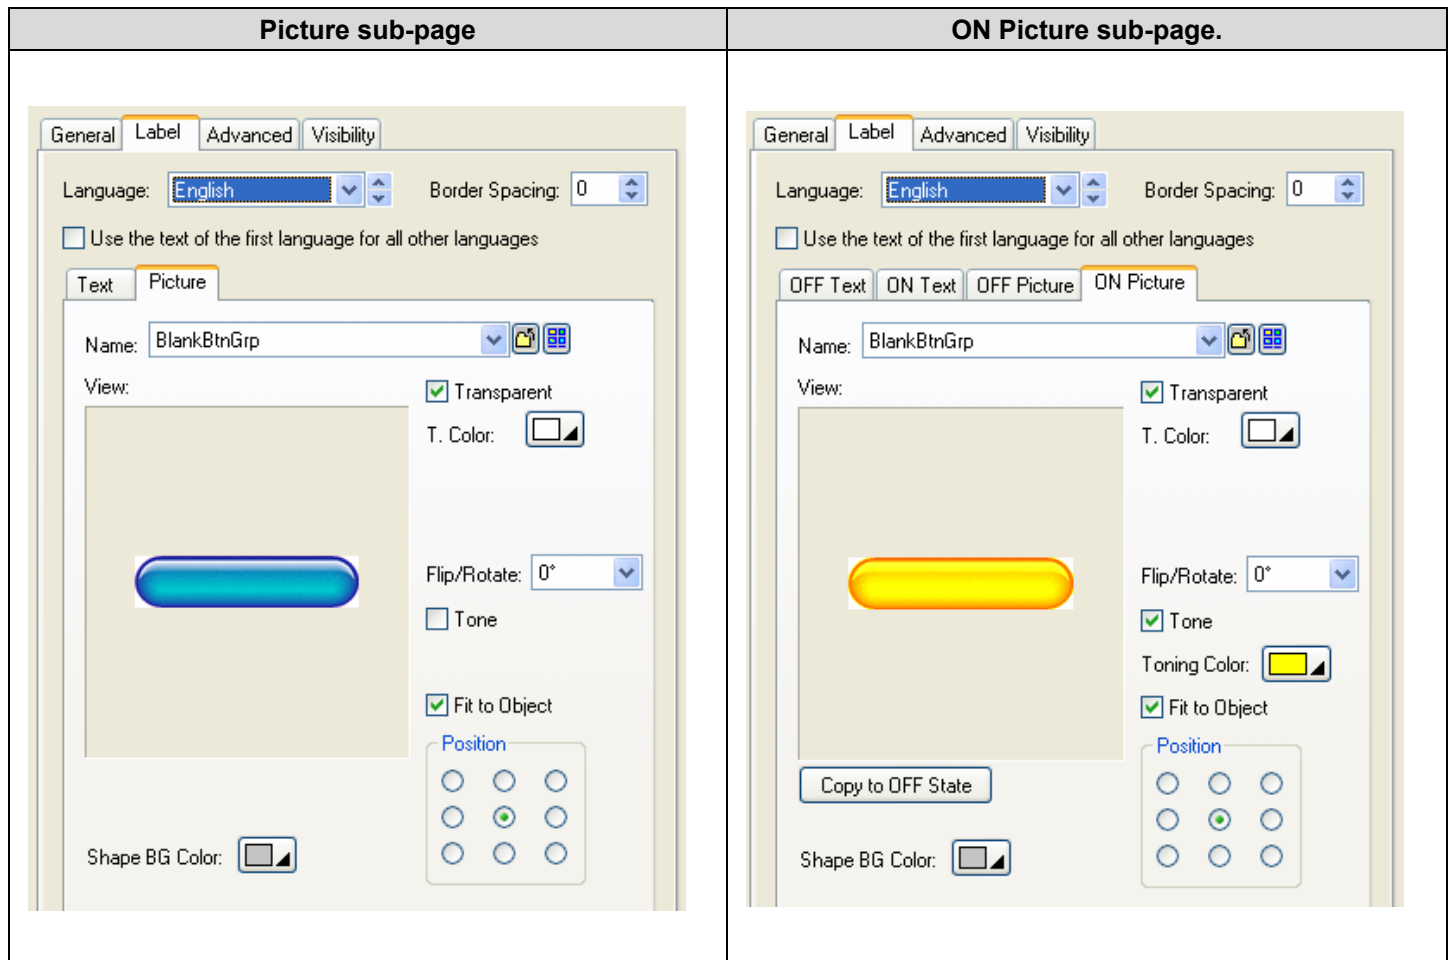 Picture sub-page
General Label Advanced Visibility
Language: English Border Spacing: 0
Use the text of the first language for all other languages
Text Picture
Name: BlankBtnGrp
View:
Transparent
T. Color:
Flip/Rotate: 0°
Tone
Fit to Object
Position
Shape BG Color:
ON Picture sub-page.
General Label Advanced Visibility
Language: English Border Spacing: 0
Use the text of the first language for all other languages
OFF Text ON Text OFF Picture ON Picture
Name: BlankBtnGrp
View:
Transparent
T. Color:
Flip/Rotate: 0°
Tone
Toning Color:
Fit to Object
Position
Copy to OFF State
Shape BG Color: